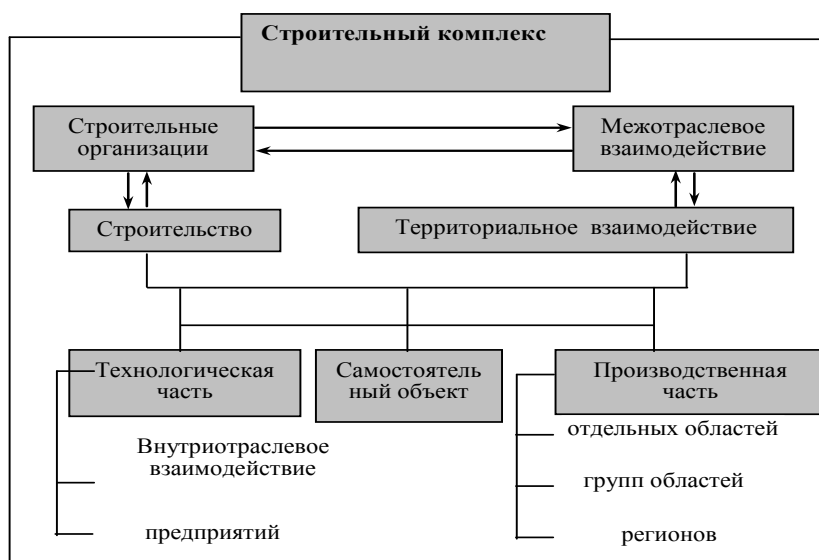 Строительный комплекс
Строительные
организации
Межотраслевое
взаимодействие
Строительство
Территориальное взаимодействие
Технологическая
часть
Самостоятель
ный объект
Производственная
часть
Внутриотраслевое
взаимодействие
предприятий
отдельных областей
групп областей
регионов